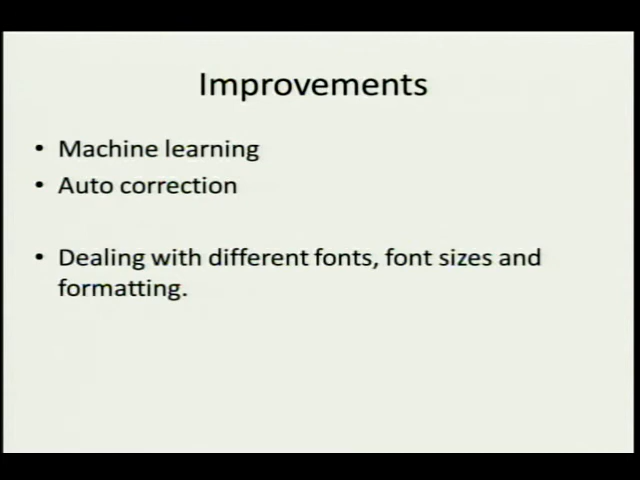 Improvements
• Machine learning
• Auto correction
• Dealing with different fonts, font sizes and
formatting.